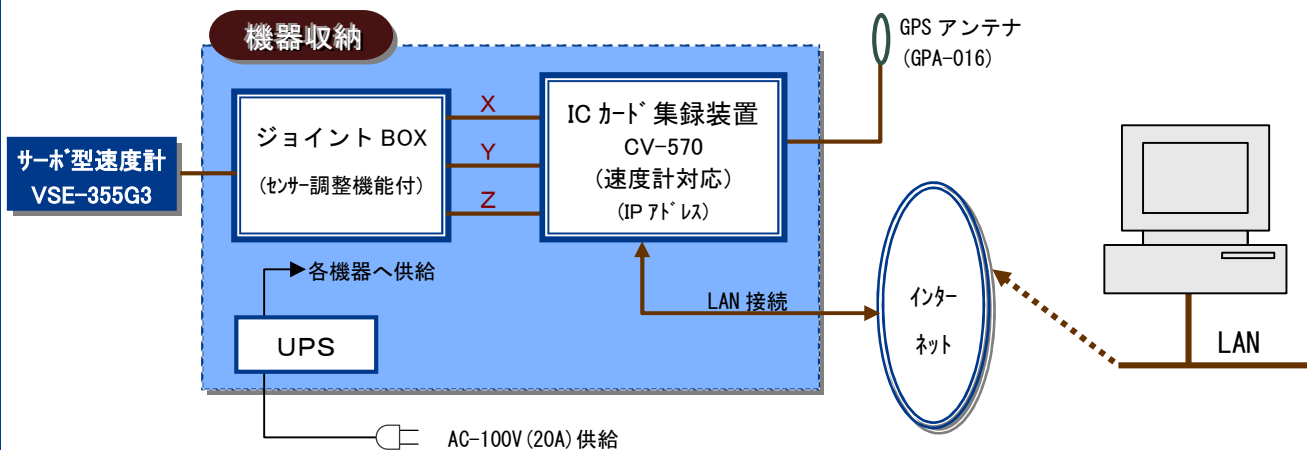 機器収納
GPS アンテナ
(GPA-016)
サーボ型速度計
VSE-355G3
ジョイント BOX
(ｾﾝｻｰ調整機能付)
X
Y
Z
IC ｶｰﾄﾞ集録装置
CV-570
(速度計対応)
(IP ｱﾄﾞﾚｽ)
各機器へ供給
UPS
LAN 接続
ｲﾝﾀｰ
ﾈｯﾄ
LAN
AC-100V(20A)供給